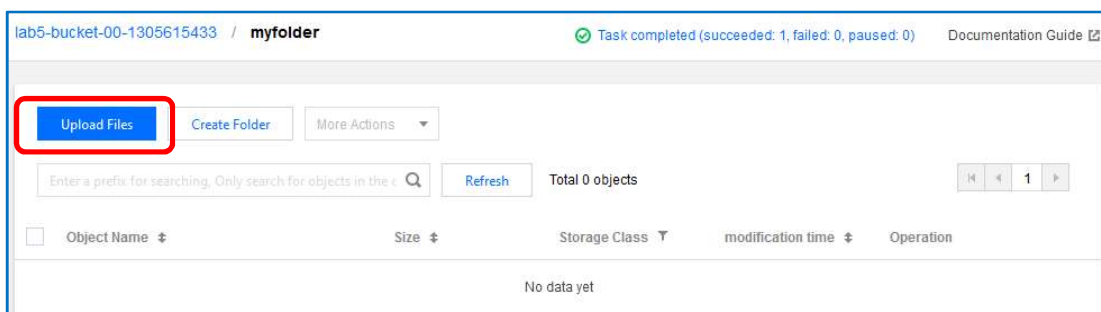 lab5-bucket-00-1305615433 / myfolder Task completed (succeeded: 1, failed: 0, paused: 0) Documentation Guide
Upload Files Create Folder More Actions
Enter a prefix for searching, Only search for objects in the c Refresh Total 0 objects 1
Object Name Size Storage Class modification time Operation
No data yet